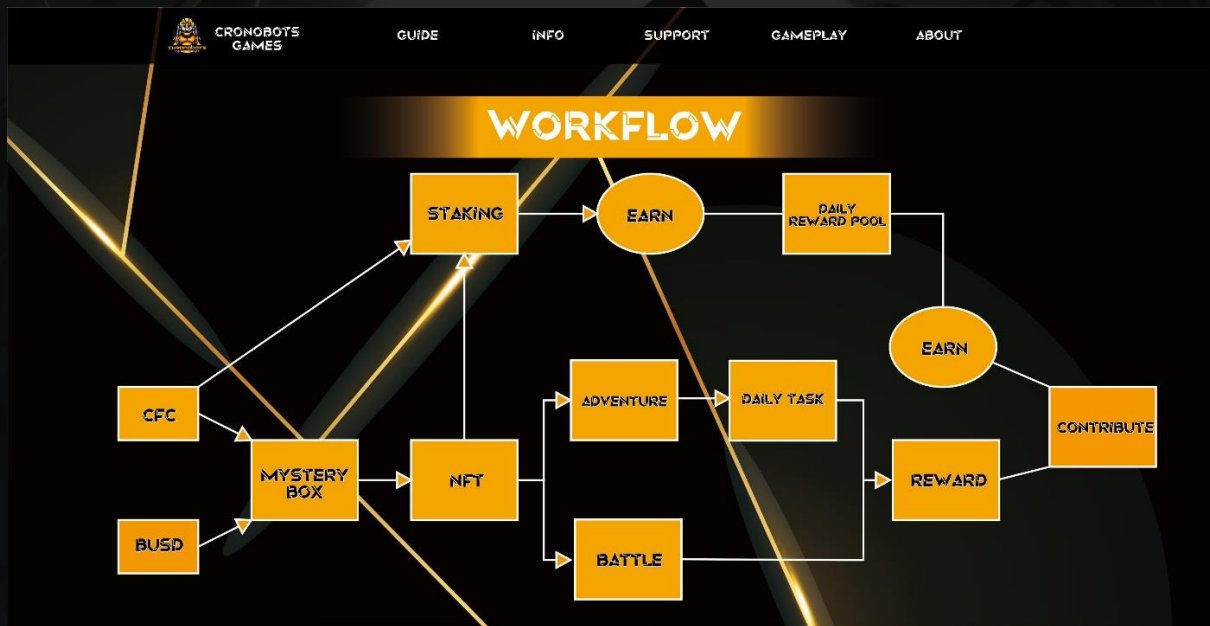 CRONOBOTS
GAMES
GUIDE
INFO
SUPPORT
GAMEPLAY
ABOUT
WORKFLOW
STAKING
EARN
DAILY
REWARD POOL
EARN
CFC
ADVENTURE
DAILY TASK
CONTRIBUTE
MYSTERY
BOX
NFT
REWARD
BUSD
BATTLE